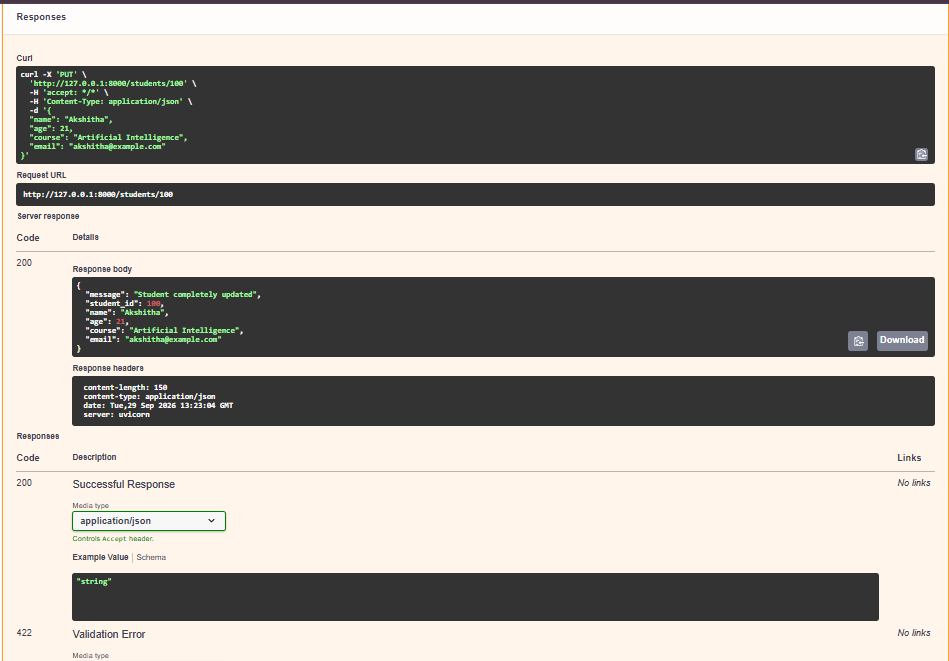 Responses
Curl
curl -X 'PUT' \
  'http://127.0.0.1:8000/students/100' \
  -H 'accept: */*' \
  -H 'Content-Type: application/json' \
  -d '{
  "name": "Akshitha",
  "age": 21,
  "course": "Artificial Intelligence",
  "email": "akshitha@example.com"
}'
Request URL
http://127.0.0.1:8000/students/100
Server response
Code Details
200
Response body
{
  "message": "Student completely updated",
  "student_id": 100,
  "name": "Akshitha",
  "age": 21,
  "course": "Artificial Intelligence",
  "email": "akshitha@example.com"
}
Download
Response headers
content-length: 150
content-type: application/json
date: Tue,29 Sep 2026 13:23:04 GMT
server: uvicorn
Responses
Code Description Links
200 Successful Response No links
Media type
application/json
Controls Accept header.
Example Value | Schema
"string"
422 Validation Error No links
Media type